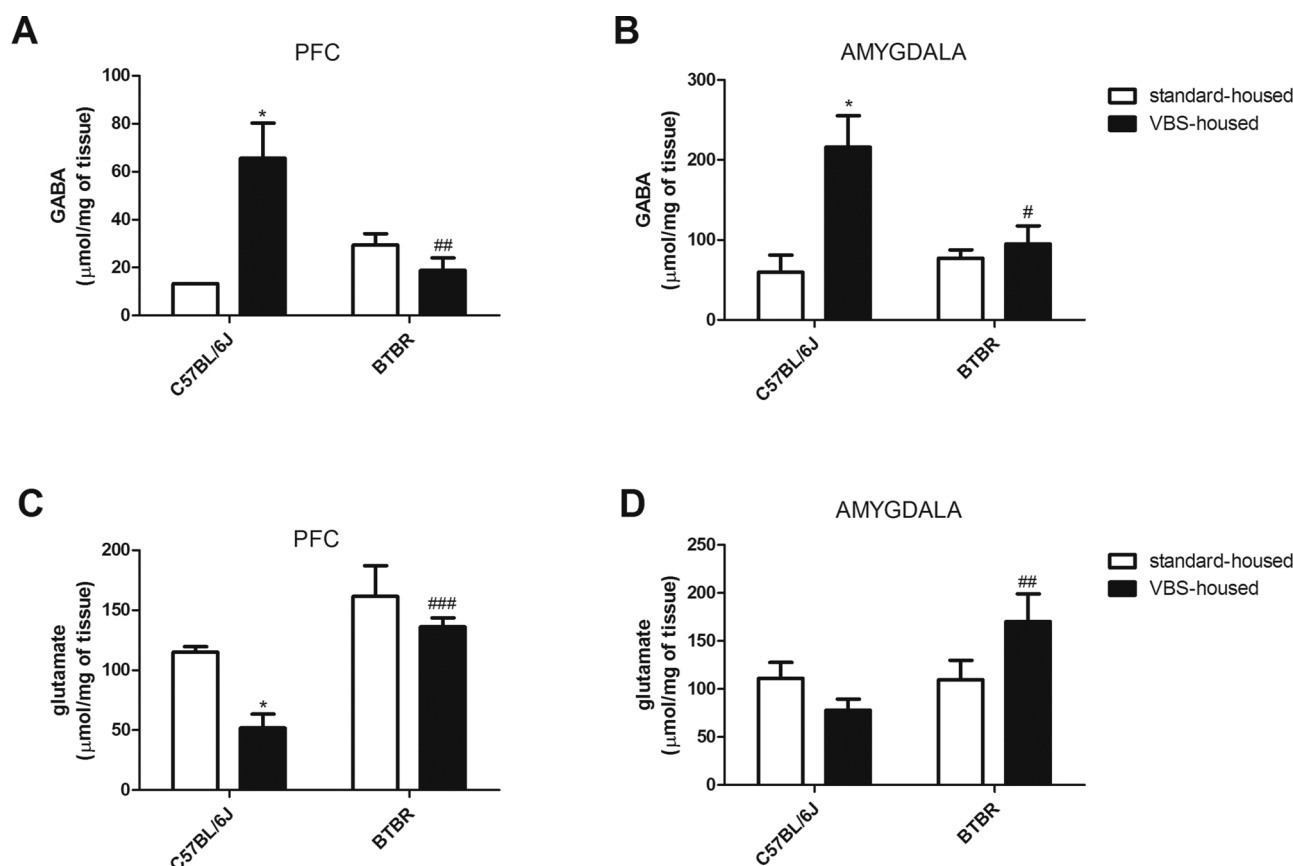 A
PFC
100
80
60
40
20
0
GABA
(μmol/mg of tissue)
*
##
C57BL/6J
BTBR
B
AMYGDALA
300
200
100
0
GABA
(μmol/mg of tissue)
*
#
C57BL/6J
BTBR
standard-housed
VBS-housed
C
PFC
200
150
100
50
0
glutamate
(μmol/mg of tissue)
*
###
C57BL/6J
BTBR
D
AMYGDALA
250
200
150
100
50
0
glutamate
(μmol/mg of tissue)
##
C57BL/6J
BTBR
standard-housed
VBS-housed